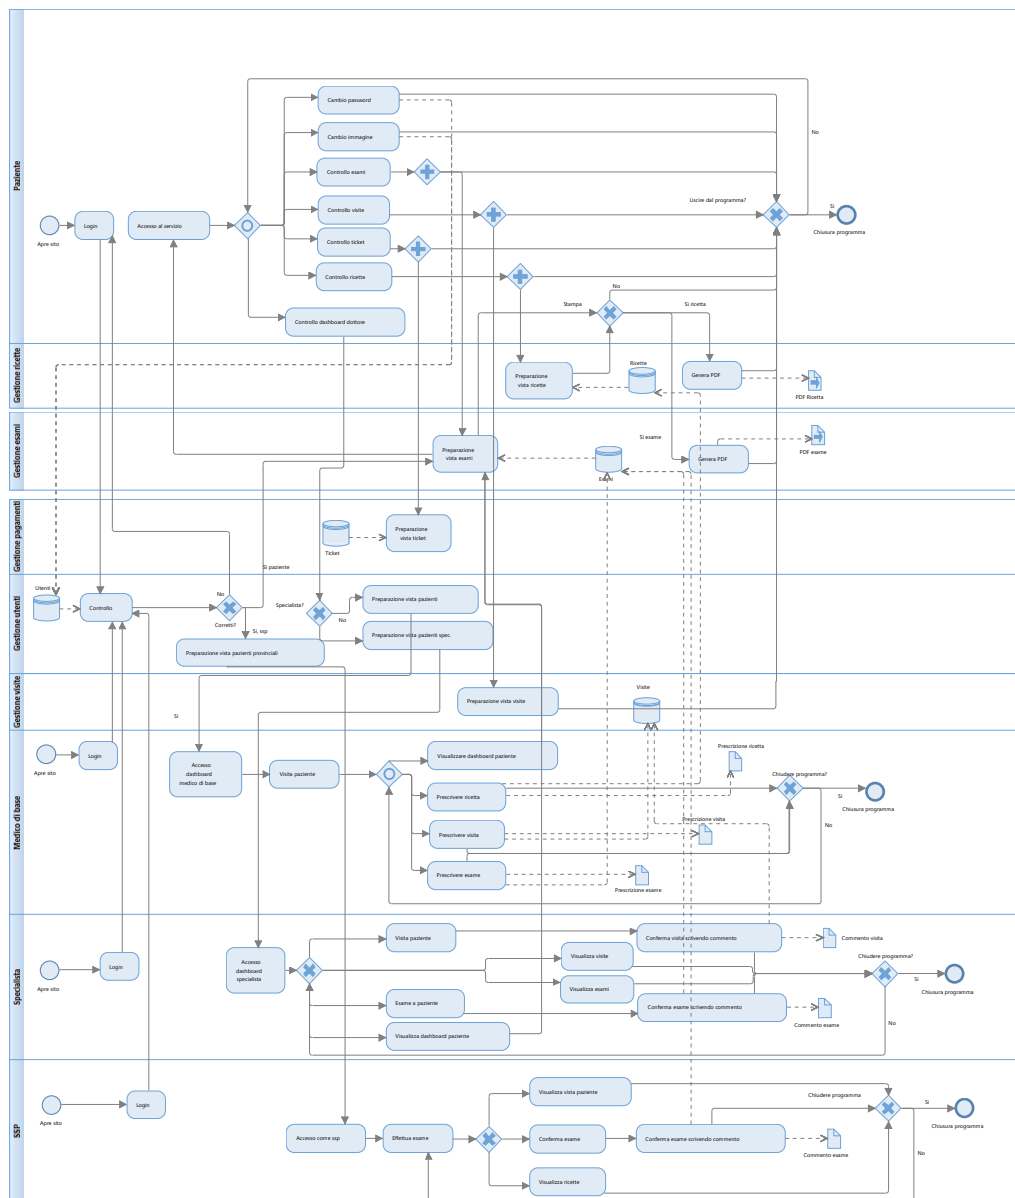 Paziente
Cambio password
Cambio immagine
No
Controllo esami
Controllo visite
Uscire dal programma?
Si
Login
Accesso al servizio
Apre sito
Controllo ticket
Chiusura programma
Controllo ricette
No
Stampa
Si ricetta
Controllo dashboard dottore
Gestione ricette
Preparazione
vista ricette
Ricette
Genera PDF
PDF Ricetta
Gestione esami
Si esame
Preparazione
vista esami
Genera PDF
PDF esame
Esami
Gestione pagamenti
Preparazione
vista ticket
Ticket
Si paziente
Gestione utenti
Utenti
Controllo
No
Corretti?
Si, ssp
Specialista?
No
Preparazione vista pazienti
Preparazione vista pazienti spec.
Preparazione vista pazienti provinciali
Gestione visite
Visite
Preparazione vista visite
Si
Medico di base
Login
Apre sito
Accesso
dashboard
medico di base
Visita paziente
Visualizzare dashboard paziente
Prescrizione ricetta
Chiudere programma?
Prescrivere ricetta
Si
Chiusura programma
Prescrizione visita
No
Prescrivere visita
Prescrivere esame
Prescrizione esame
Specialista
Login
Apre sito
Accesso
dashboard
specialista
Visita paziente
Conferma visita scrivendo commento
Commento visita
Visualizza visite
Chiudere programma?
Visualizza esami
Si
Chiusura programma
Esame a paziente
Conferma esame scrivendo commento
Commento esame
No
Visualizza dashboard paziente
SSP
Login
Apre sito
Visualizza vista paziente
Chiudere programma
Si
Chiusura programma
Accesso come ssp
Effettua esame
Conferma esame
Conferma esame scrivendo commento
Commento esame
No
Visualizza ricette